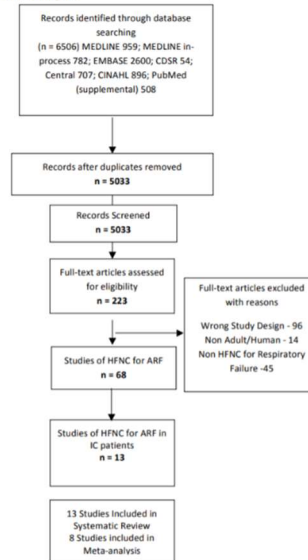 Records identified through database
searching
(n = 6506) MEDLINE 959; MEDLINE in-
process 782; EMBASE 2600; CDSR 54;
Central 707; CINAHL 896; PubMed
(supplemental) 508
Records after duplicates removed
n = 5033
Records Screened
n = 5033
Full-text articles assessed
for eligibility
n = 223
Full-text articles excluded
with reasons
Wrong Study Design - 96
Non Adult/Human - 14
Non HFNC for Respiratory
Failure -45
Studies of HFNC for ARF
n = 68
Studies of HFNC for ARF in
IC patients
n = 13
13 Studies Included in
Systematic Review
8 Studies included in
Meta-analysis